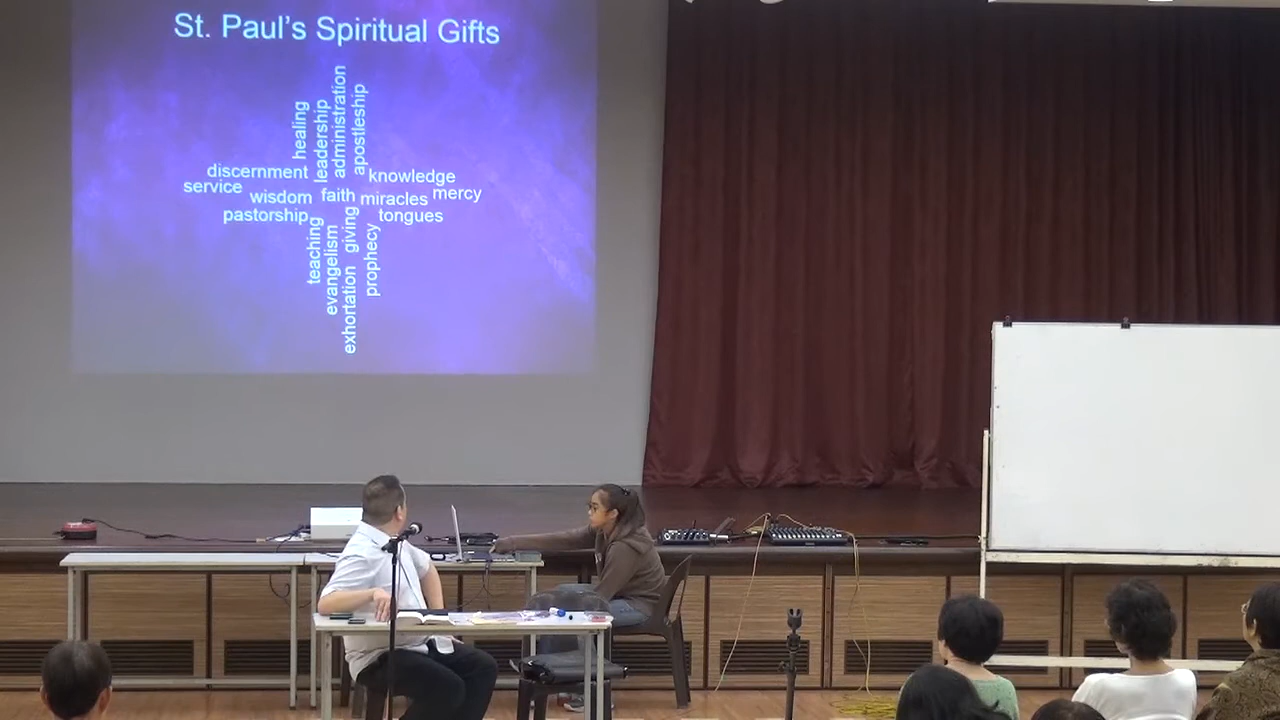 St. Paul's Spiritual Gifts
healing
leadership
administration
apostleship
discernment
knowledge
service
wisdom
faith
miracles
mercy
pastorship
tongues
teaching
evangelism
giving
exhortation
prophecy